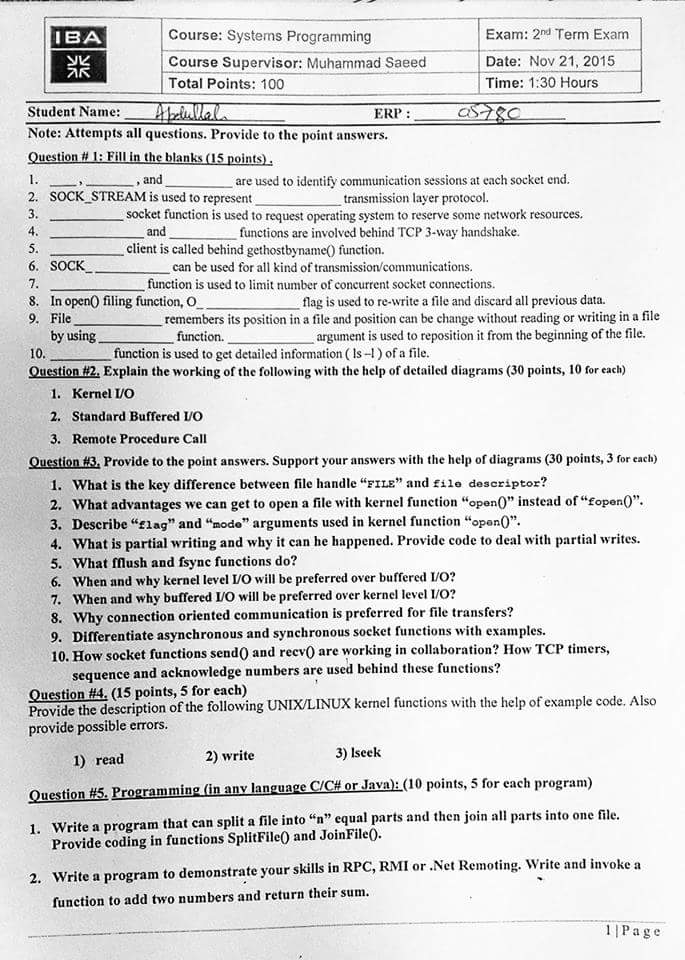 IBA
Course: Systems Programming
Exam: 2nd Term Exam
Course Supervisor: Muhammad Saeed
Date: Nov 21, 2015
Total Points: 100
Time: 1:30 Hours
Student Name: Abdullah ERP : 05780
Note: Attempts all questions. Provide to the point answers.
Question # 1: Fill in the blanks (15 points) .
1. ____ , _______ , and __________ are used to identify communication sessions at each socket end.
2. SOCK_STREAM is used to represent _____________ transmission layer protocol.
3. ___________ socket function is used to request operating system to reserve some network resources.
4. ______________ and __________ functions are involved behind TCP 3-way handshake.
5. ___________ client is called behind gethostbyname() function.
6. SOCK_ ____________ can be used for all kind of transmission/communications.
7. ______________ function is used to limit number of concurrent socket connections.
8. In open() filing function, O_ ______________ flag is used to re-write a file and discard all previous data.
9. File _____________ remembers its position in a file and position can be change without reading or writing in a file
by using ___________ function. ____________ argument is used to reposition it from the beginning of the file.
10. _________ function is used to get detailed information ( ls –l ) of a file.
Question #2. Explain the working of the following with the help of detailed diagrams (30 points, 10 for each)
1. Kernel I/O
2. Standard Buffered I/O
3. Remote Procedure Call
Question #3. Provide to the point answers. Support your answers with the help of diagrams (30 points, 3 for each)
1. What is the key difference between file handle “FILE” and file descriptor?
2. What advantages we can get to open a file with kernel function “open()” instead of “fopen()”.
3. Describe “flag” and “mode” arguments used in kernel function “open()”.
4. What is partial writing and why it can be happened. Provide code to deal with partial writes.
5. What fflush and fsync functions do?
6. When and why kernel level I/O will be preferred over buffered I/O?
7. When and why buffered I/O will be preferred over kernel level I/O?
8. Why connection oriented communication is preferred for file transfers?
9. Differentiate asynchronous and synchronous socket functions with examples.
10. How socket functions send() and recv() are working in collaboration? How TCP timers,
sequence and acknowledge numbers are used behind these functions?
Question #4. (15 points, 5 for each)
Provide the description of the following UNIX/LINUX kernel functions with the help of example code. Also
provide possible errors.
1) read 2) write 3) lseek
Question #5. Programming (in any language C/C# or Java): (10 points, 5 for each program)
1. Write a program that can split a file into “n” equal parts and then join all parts into one file.
Provide coding in functions SplitFile() and JoinFile().
2. Write a program to demonstrate your skills in RPC, RMI or .Net Remoting. Write and invoke a
function to add two numbers and return their sum.
1 | P a g e